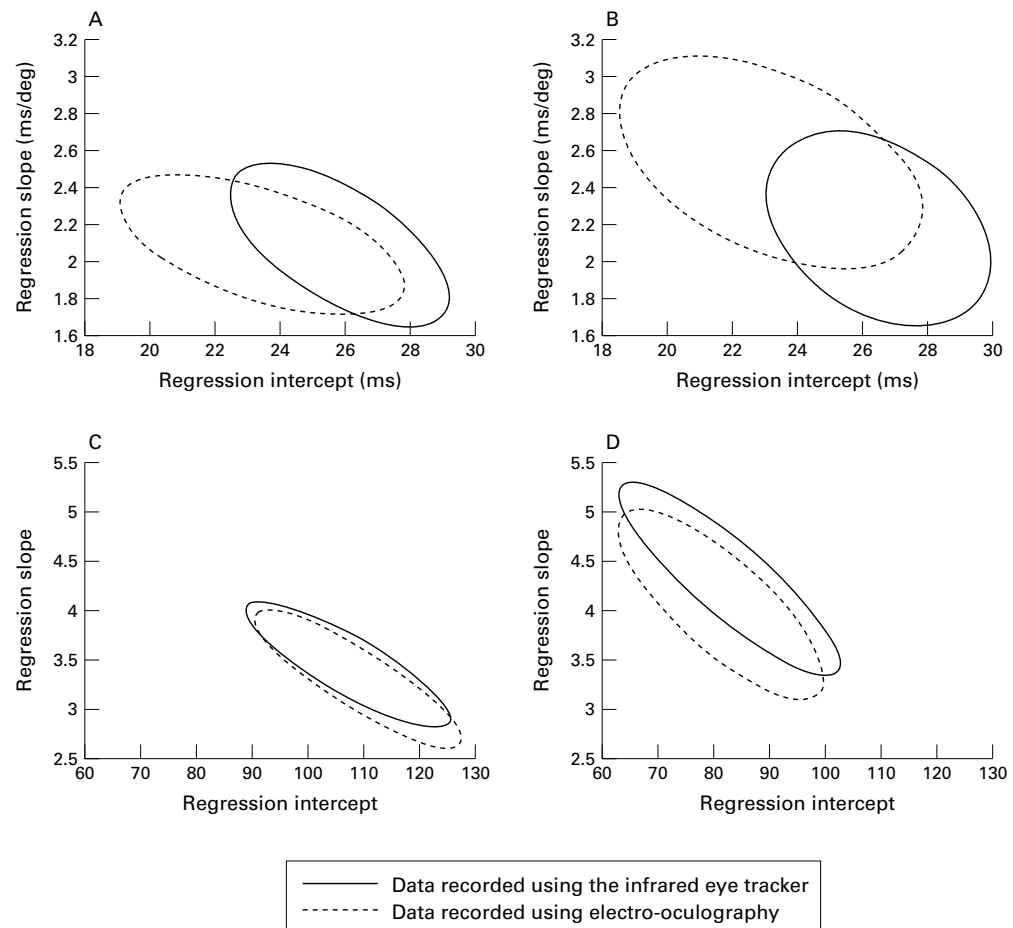 A
3.2
3
2.8
2.6
2.4
2.2
2
1.8
1.6
Regression slope (ms/deg)
18 20 22 24 26 28 30
Regression intercept (ms)
B
3.2
3
2.8
2.6
2.4
2.2
2
1.8
1.6
Regression slope (ms/deg)
18 20 22 24 26 28 30
Regression intercept (ms)
C
5.5
5
4.5
4
3.5
3
2.5
Regression slope
60 70 80 90 100 110 120 130
Regression intercept
D
5.5
5
4.5
4
3.5
3
2.5
Regression slope
60 70 80 90 100 110 120 130
Regression intercept
Data recorded using the infrared eye tracker
Data recorded using electro-oculography